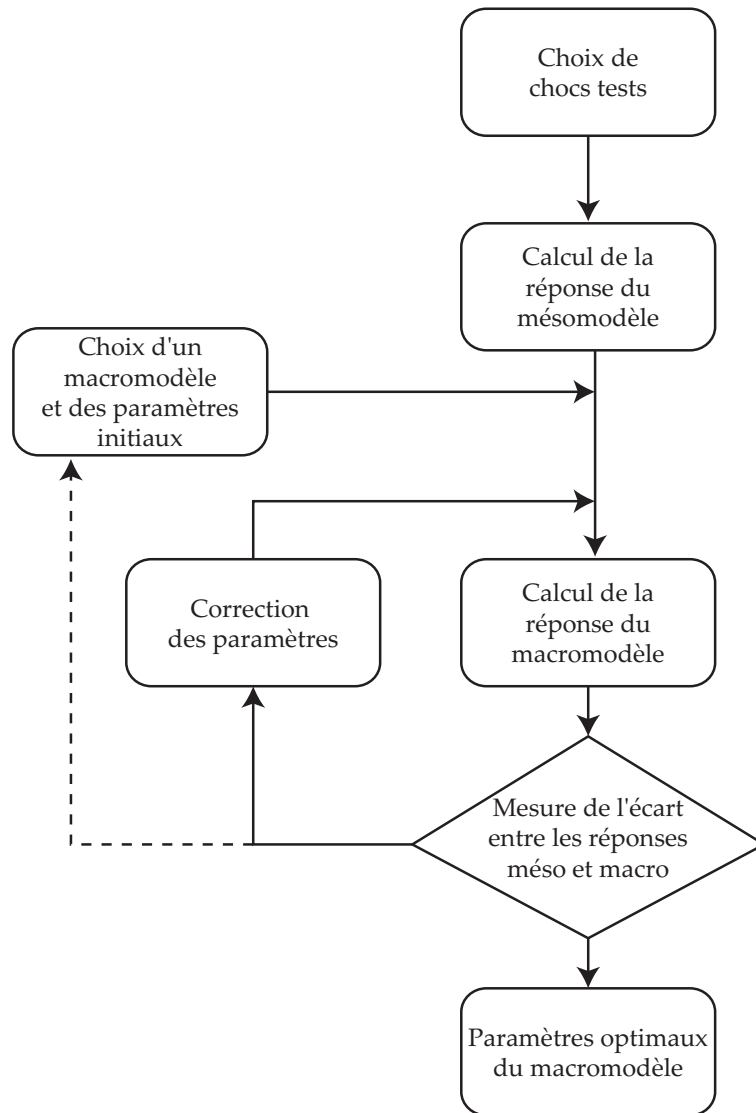 Choix de
chocs tests
Calcul de la
réponse du
mésomodèle
Choix d'un
macromodèle
et des paramètres
initiaux
Correction
des paramètres
Calcul de la
réponse du
macromodèle
Mesure de l'écart
entre les réponses
méso et macro
Paramètres optimaux
du macromodèle